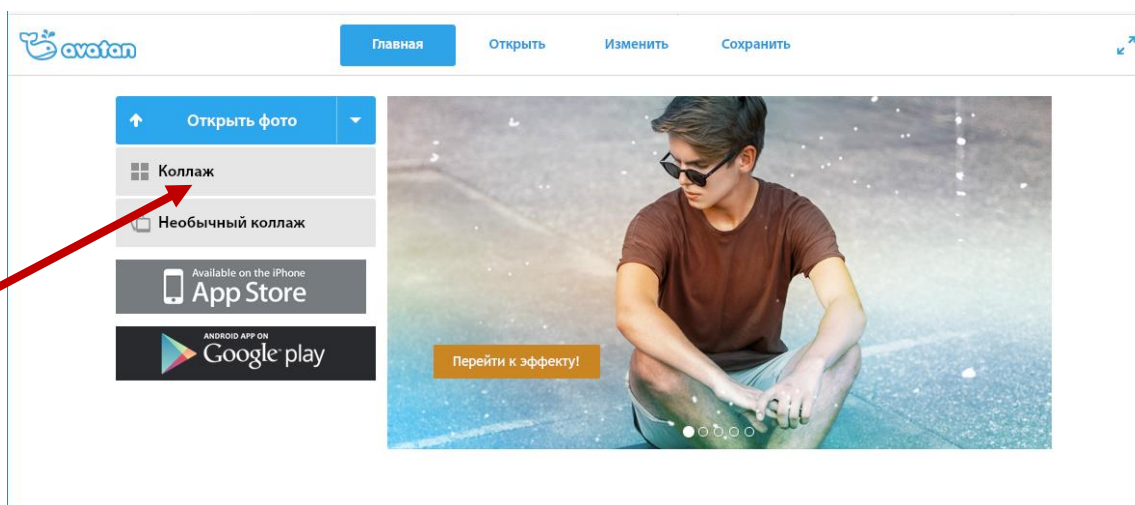 avatan
Главная
Открыть
Изменить
Сохранить
Открыть фото
Коллаж
Необычный коллаж
Available on the iPhone
App Store
ANDROID APP ON
Google play
Перейти к эффекту!